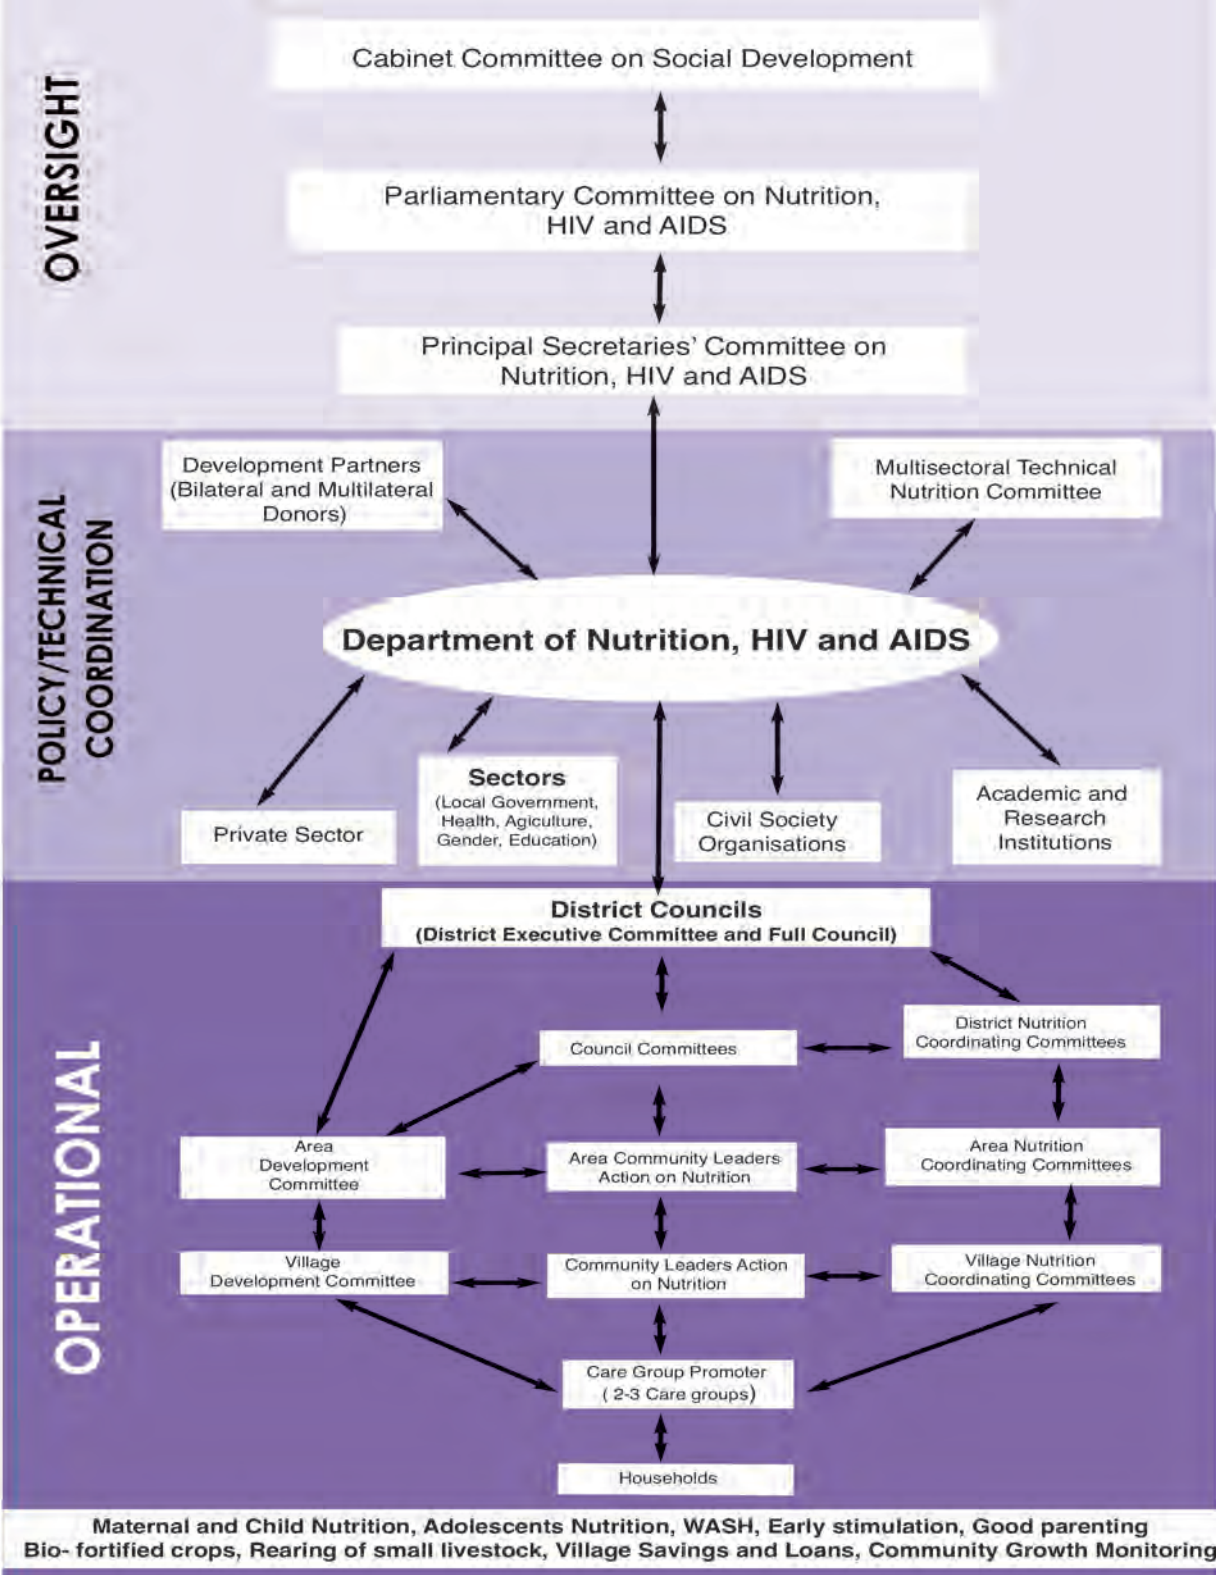 OVERSIGHT
Cabinet Committee on Social Development
Parliamentary Committee on Nutrition,
HIV and AIDS
Principal Secretaries' Committee on
Nutrition, HIV and AIDS
POLICY/TECHNICAL
COORDINATION
Development Partners
(Bilateral and Multilateral
Donors)
Multisectoral Technical
Nutrition Committee
Department of Nutrition, HIV and AIDS
Private Sector
Sectors
(Local Government,
Health, Agiculture,
Gender, Education)
Civil Society
Organisations
Academic and
Research
Institutions
OPERATIONAL
District Councils
(District Executive Committee and Full Council)
Council Committees
District Nutrition
Coordinating Committees
Area
Development
Committee
Area Community Leaders
Action on Nutrition
Area Nutrition
Coordinating Committees
Village
Development Committee
Community Leaders Action
on Nutrition
Village Nutrition
Coordinating Committees
Care Group Promoter
( 2-3 Care groups)
Households
Maternal and Child Nutrition, Adolescents Nutrition, WASH, Early stimulation, Good parenting
Bio- fortified crops, Rearing of small livestock, Village Savings and Loans, Community Growth Monitoring